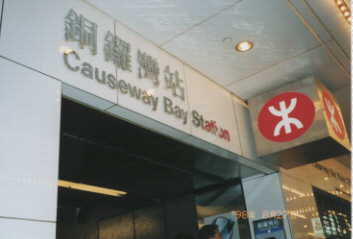 銅鑼灣站
Causeway Bay Station